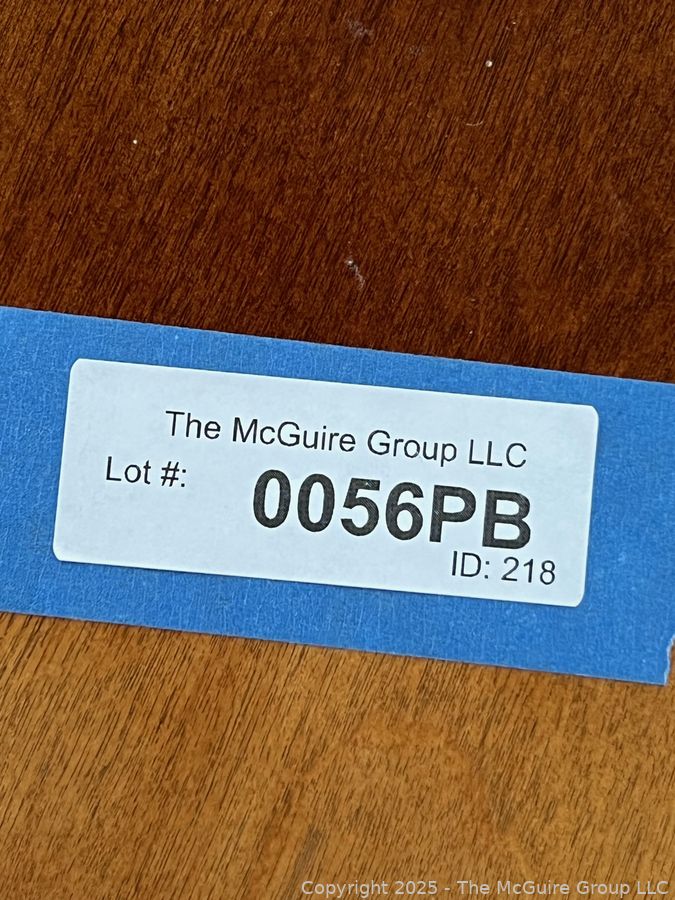 The McGuire Group LLC
Lot #:
0056PB
ID: 218
Copyright 2025 - The McGuire Group LLC